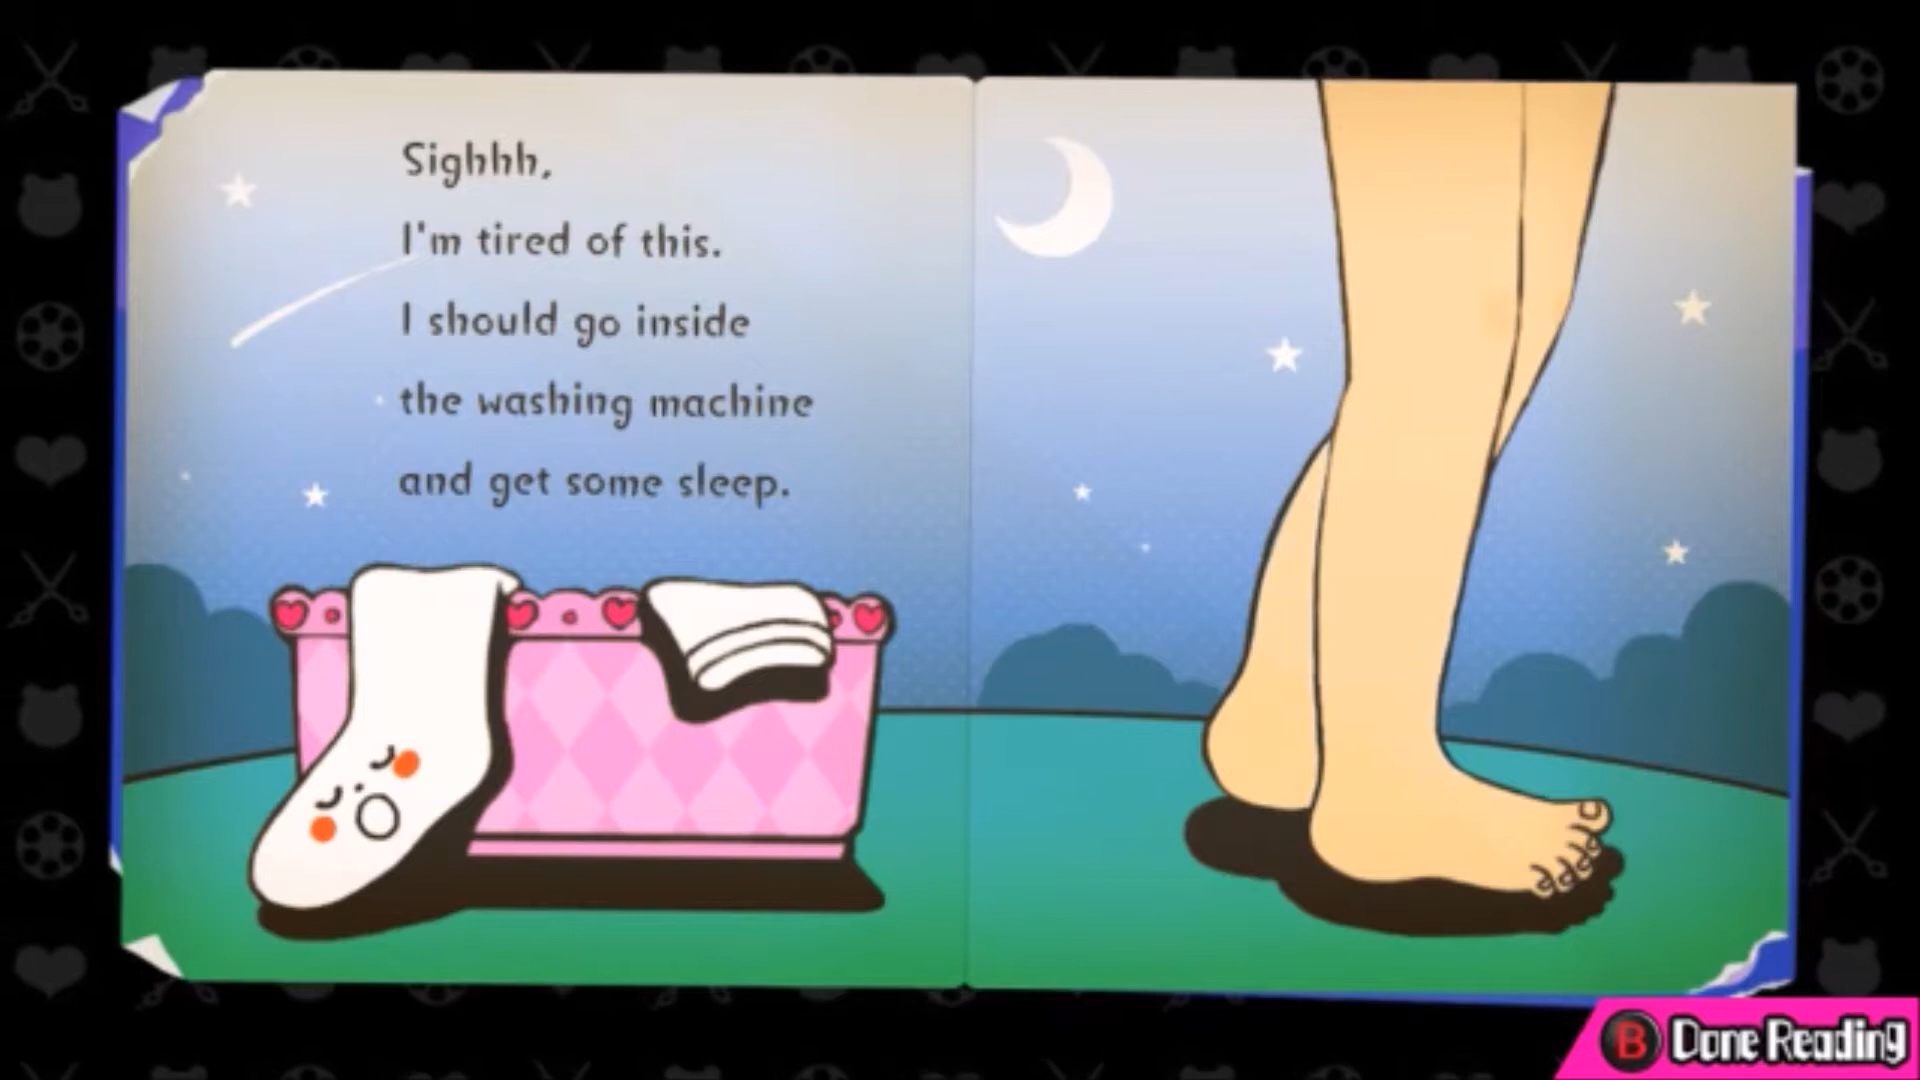 Sighhh,
I'm tired of this.
I should go inside
the washing machine
and get some sleep.
B Done Reading